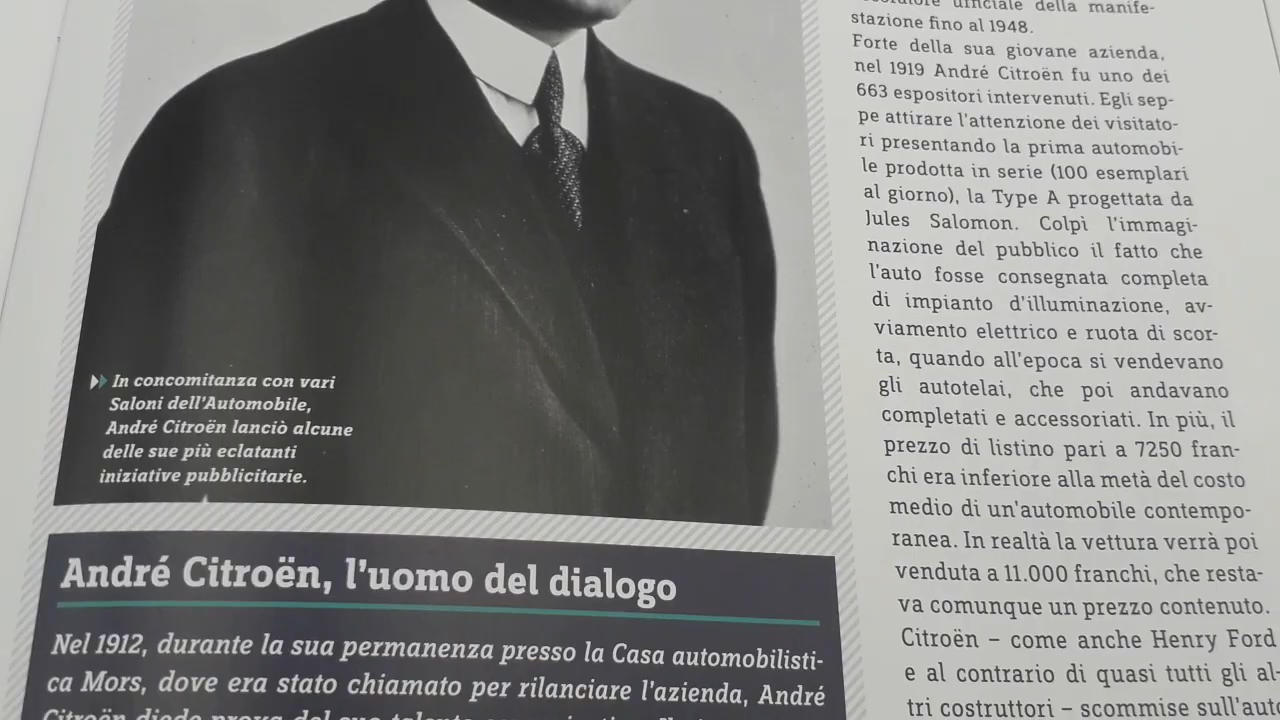 In concomitanza con vari
Saloni dell'Automobile,
André Citroën lanciò alcune
delle sue più eclatanti
iniziative pubblicitarie.
André Citroën, l'uomo del dialogo
Nel 1912, durante la sua permanenza presso la Casa automobilisti-
ca Mors, dove era stato chiamato per rilanciare l'azienda, André
ufficiale della manife-
stazione fino al 1948.
Forte della sua giovane azienda,
nel 1919 André Citroën fu uno dei
663 espositori intervenuti. Egli sep-
pe attirare l'attenzione dei visitato-
ri presentando la prima automobi-
le prodotta in serie (100 esemplari
al giorno), la Type A progettata da
Jules Salomon. Colpì l'immagi-
nazione del pubblico il fatto che
l'auto fosse consegnata completa
di impianto d'illuminazione, av-
viamento elettrico e ruota di scor-
ta, quando all'epoca si vendevano
gli autotelai, che poi andavano
completati e accessoriati. In più, il
prezzo di listino pari a 7250 fran-
chi era inferiore alla metà del costo
medio di un'automobile contempo-
ranea. In realtà la vettura verrà poi
venduta a 11.000 franchi, che resta-
va comunque un prezzo contenuto.
Citroën – come anche Henry Ford
e al contrario di quasi tutti gli al-
tri costruttori – scommise sull'auto